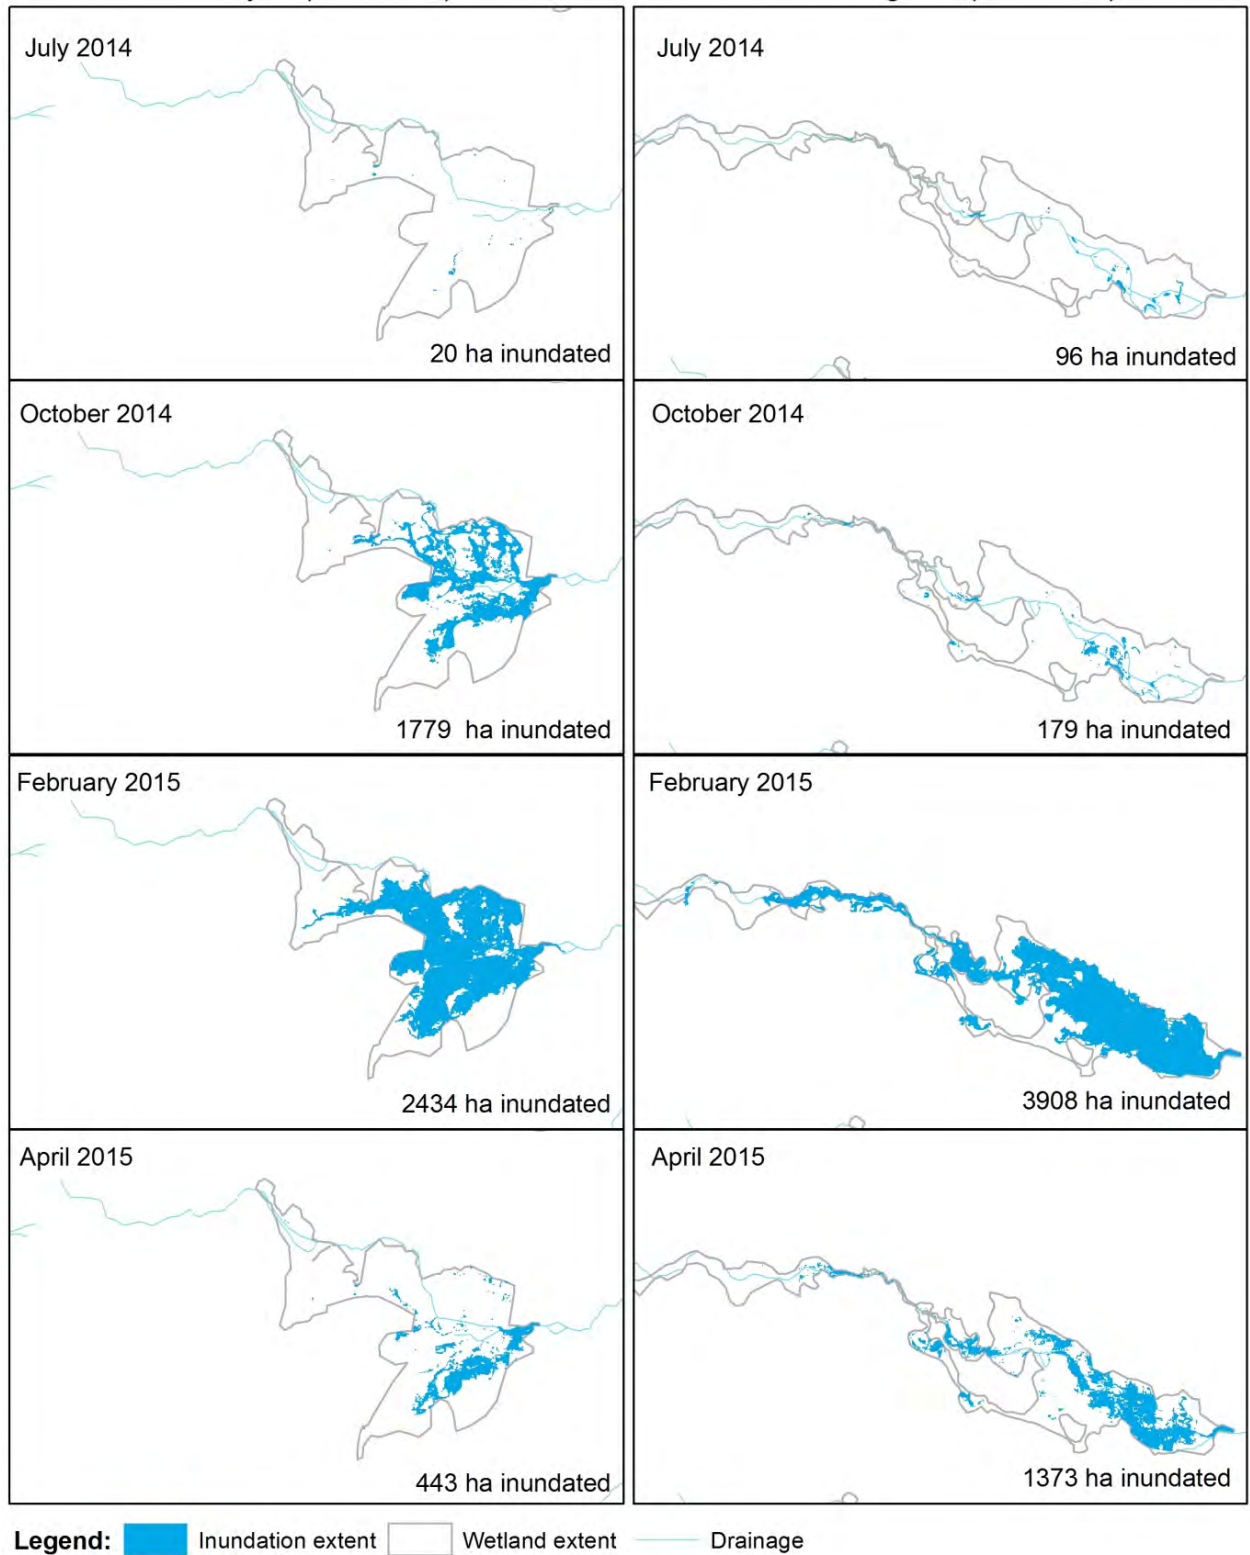 July 2014
20 ha inundated
July 2014
96 ha inundated
October 2014
1779 ha inundated
October 2014
179 ha inundated
February 2015
2434 ha inundated
February 2015
3908 ha inundated
April 2015
443 ha inundated
April 2015
1373 ha inundated
Legend: Inundation extent Wetland extent Drainage